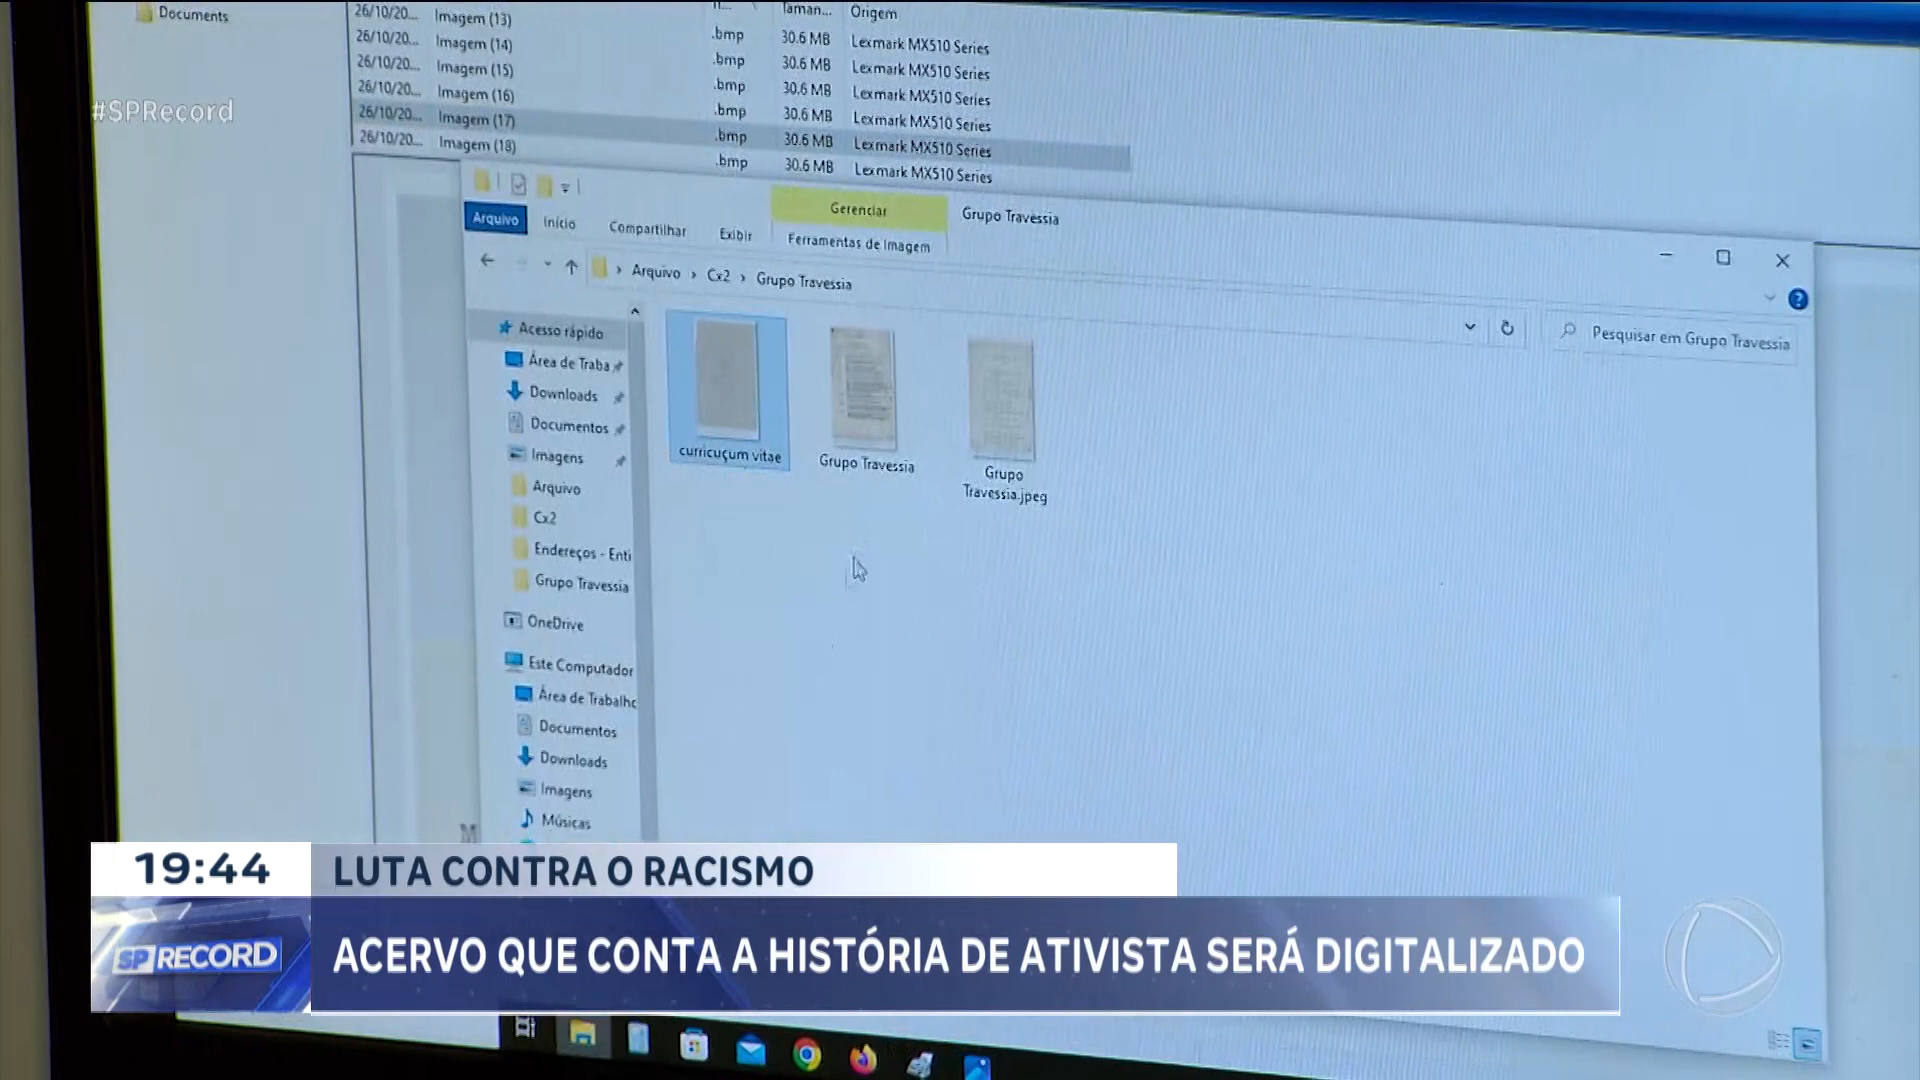 Documents
Taman...
Origem
26/10/20... Imagem (13) .bmp 30.6 MB Lexmark MX510 Series
26/10/20... Imagem (14) .bmp 30.6 MB Lexmark MX510 Series
26/10/20... Imagem (15) .bmp 30.6 MB Lexmark MX510 Series
26/10/20... Imagem (16) .bmp 30.6 MB Lexmark MX510 Series
26/10/20... Imagem (17) .bmp 30.6 MB Lexmark MX510 Series
26/10/20... Imagem (18) .bmp 30.6 MB Lexmark MX510 Series
#SPRecord
Gerenciar Grupo Travessia
Arquivo Início Compartilhar Exibir Ferramentas de Imagem
Arquivo › Cx2 › Grupo Travessia
Pesquisar em Grupo Travessia
Acesso rápido
Área de Traba
Downloads
Documentos
Imagens
Arquivo
Cx2
Endereços - Enti
Grupo Travessia
OneDrive
Este Computador
Área de Trabalho
Documentos
Downloads
Imagens
Músicas
curricuçum vitae
Grupo Travessia
Grupo
Travessia.jpeg
19:44
LUTA CONTRA O RACISMO
SP RECORD
ACERVO QUE CONTA A HISTÓRIA DE ATIVISTA SERÁ DIGITALIZADO